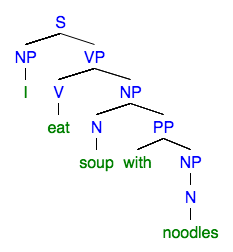 S
NP VP
I V NP
eat N PP
soup with NP
N
noodles